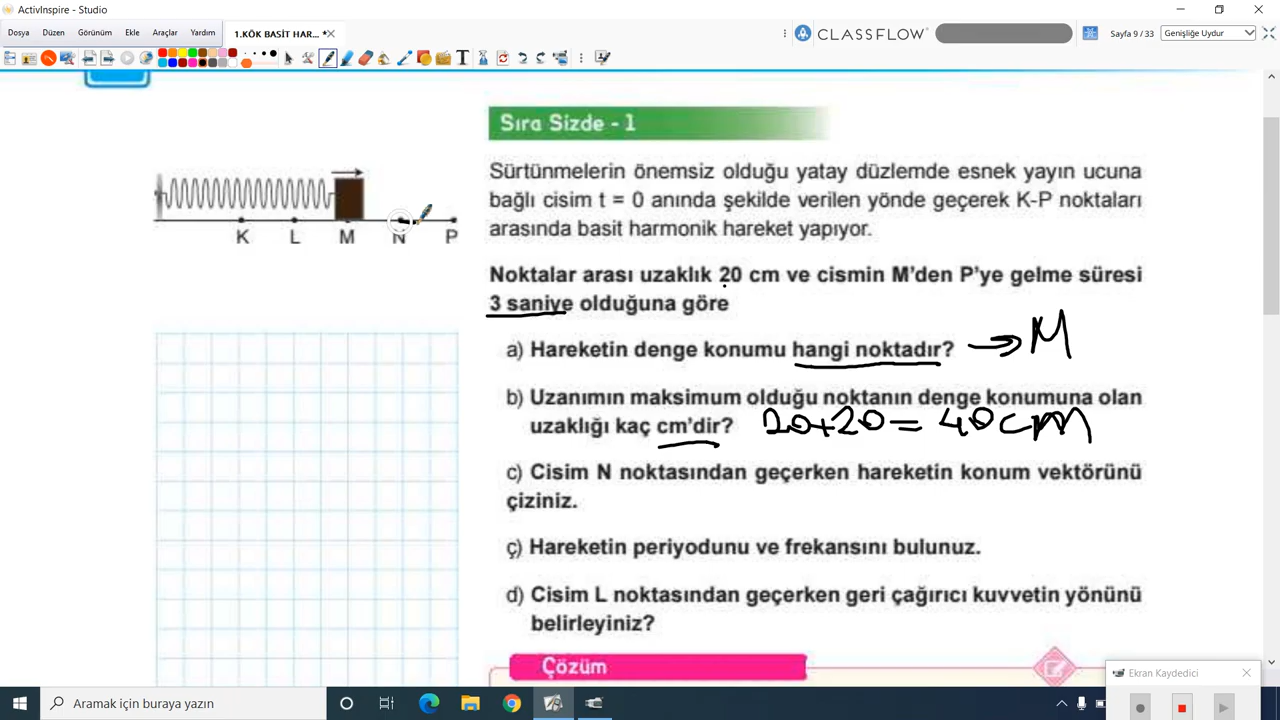 ActivInspire - Studio
Dosya Düzen Görünüm Ekle Araçlar Yardım 1.KÖK BASİT HAR... * CLASSFLOW Sayfa 9 / 33 Genişliğe Uydur
Sıra Sizde - 1
Sürtünmelerin önemsiz olduğu yatay düzlemde esnek yayın ucuna
bağlı cisim t = 0 anında şekilde verilen yönde geçerek K-P noktaları
arasında basit harmonik hareket yapıyor.
K L M N P
Noktalar arası uzaklık 20 cm ve cismin M'den P'ye gelme süresi
3 saniye olduğuna göre
a) Hareketin denge konumu hangi noktadır? → M
b) Uzanımın maksimum olduğu noktanın denge konumuna olan
uzaklığı kaç cm'dir? 20+20 = 40 cm
c) Cisim N noktasından geçerken hareketin konum vektörünü
çiziniz.
ç) Hareketin periyodunu ve frekansını bulunuz.
d) Cisim L noktasından geçerken geri çağırıcı kuvvetin yönünü
belirleyiniz?
Çözüm
Ekran Kaydedici
Aramak için buraya yazın